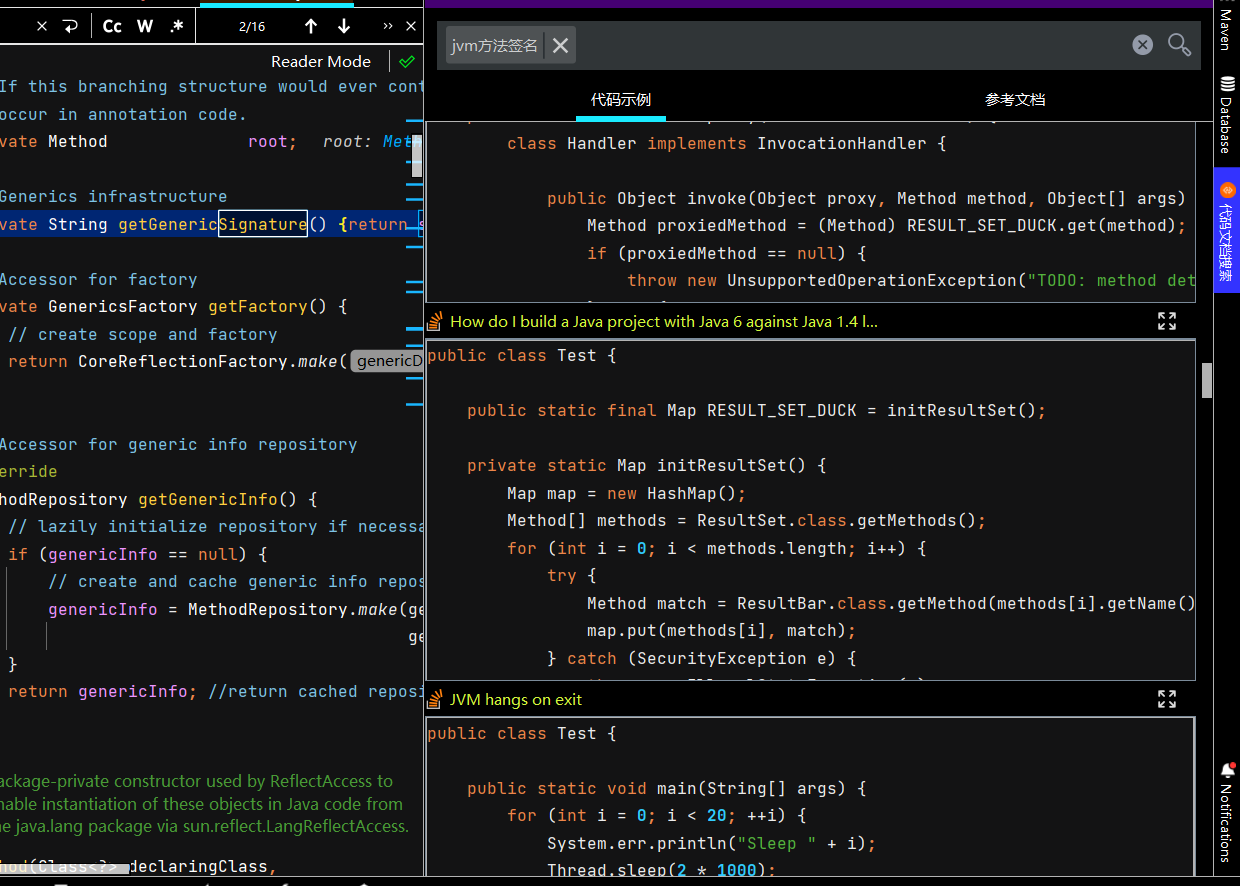 Cc W .* 2/16
Reader Mode
If this branching structure would ever cont
occur in annotation code.
vate Method root; root: Meth
Generics infrastructure
vate String getGenericSignature() {return s
Accessor for factory
vate GenericsFactory getFactory() {
// create scope and factory
return CoreReflectionFactory.make( genericD
Accessor for generic info repository
erride
hodRepository getGenericInfo() {
// lazily initialize repository if necessa
if (genericInfo == null) {
// create and cache generic info repos
genericInfo = MethodRepository.make(ge
ge
}
return genericInfo; //return cached reposi
ackage-private constructor used by ReflectAccess to
nable instantiation of these objects in Java code from
e java.lang package via sun.reflect.LangReflectAccess.
hod(Class<?> declaringClass,
jvm方法签名
代码示例 参考文档
class Handler implements InvocationHandler {
public Object invoke(Object proxy, Method method, Object[] args)
Method proxiedMethod = (Method) RESULT_SET_DUCK.get(method);
if (proxiedMethod == null) {
throw new UnsupportedOperationException("TODO: method det
How do I build a Java project with Java 6 against Java 1.4 l...
public class Test {
public static final Map RESULT_SET_DUCK = initResultSet();
private static Map initResultSet() {
Map map = new HashMap();
Method[] methods = ResultSet.class.getMethods();
for (int i = 0; i < methods.length; i++) {
try {
Method match = ResultBar.class.getMethod(methods[i].getName()
map.put(methods[i], match);
} catch (SecurityException e) {
JVM hangs on exit
public class Test {
public static void main(String[] args) {
for (int i = 0; i < 20; ++i) {
System.err.println("Sleep " + i);
Thread.sleep(2 * 1000);
Maven
Database
代码文档搜索
Notifications